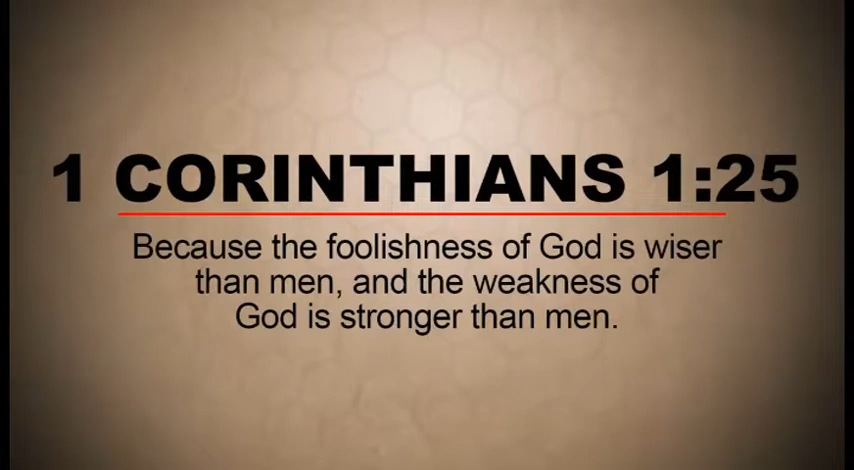 1 CORINTHIANS 1:25
Because the foolishness of God is wiser
than men, and the weakness of
God is stronger than men.